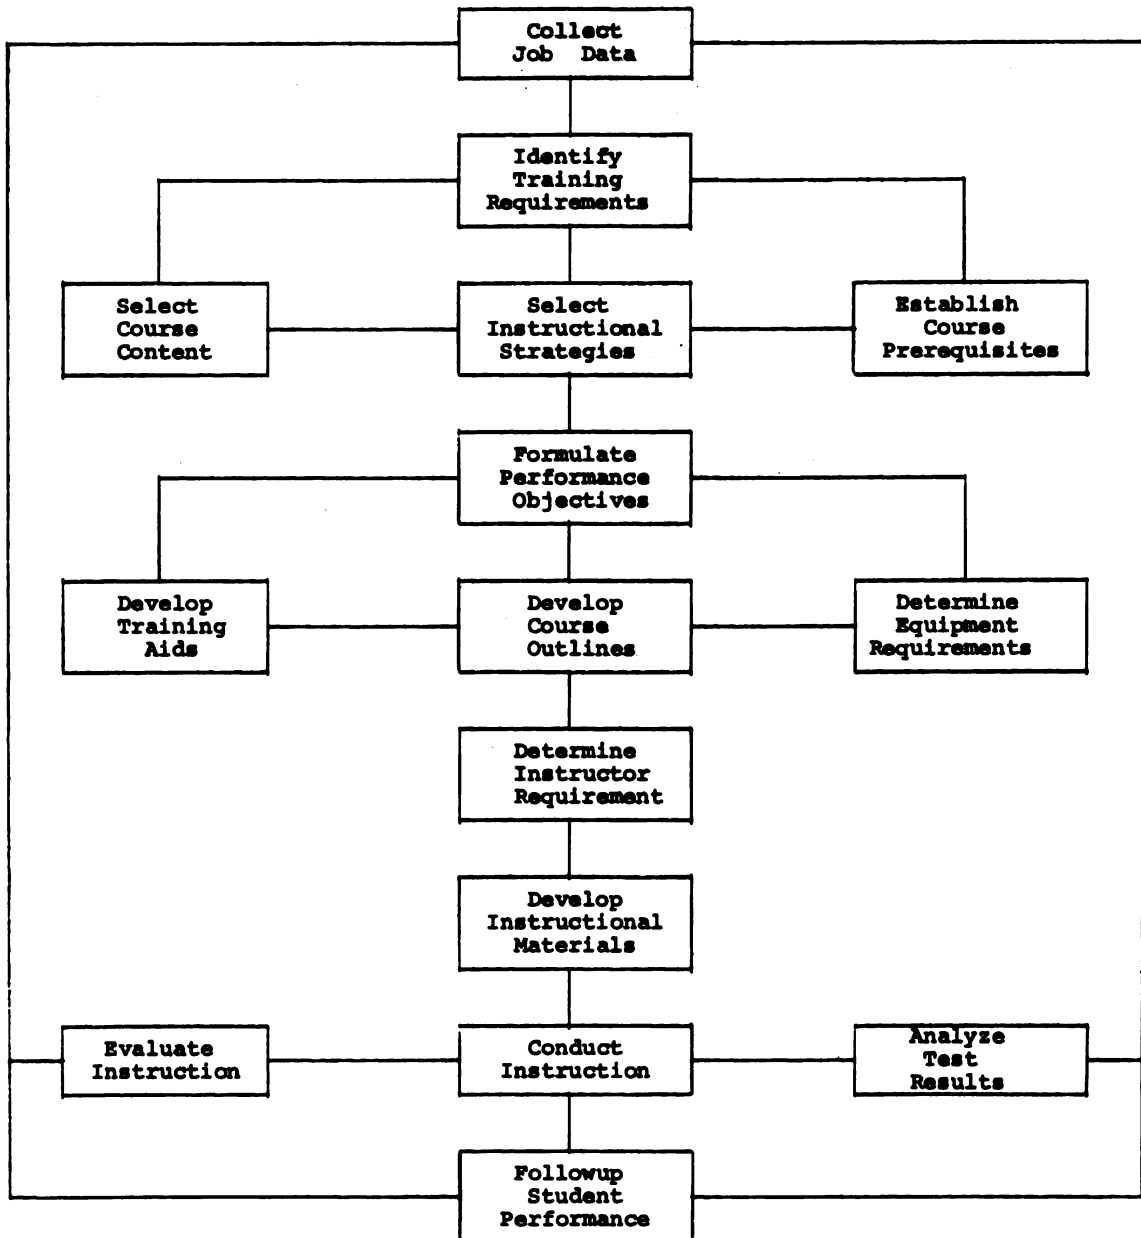 Collect
Job Data
Identify
Training
Requirements
Select
Course
Content
Select
Instructional
Strategies
Establish
Course
Prerequisites
Formulate
Performance
Objectives
Develop
Training
Aids
Develop
Course
Outlines
Determine
Equipment
Requirements
Determine
Instructor
Requirement
Develop
Instructional
Materials
Evaluate
Instruction
Conduct
Instruction
Analyze
Test
Results
Followup
Student
Performance